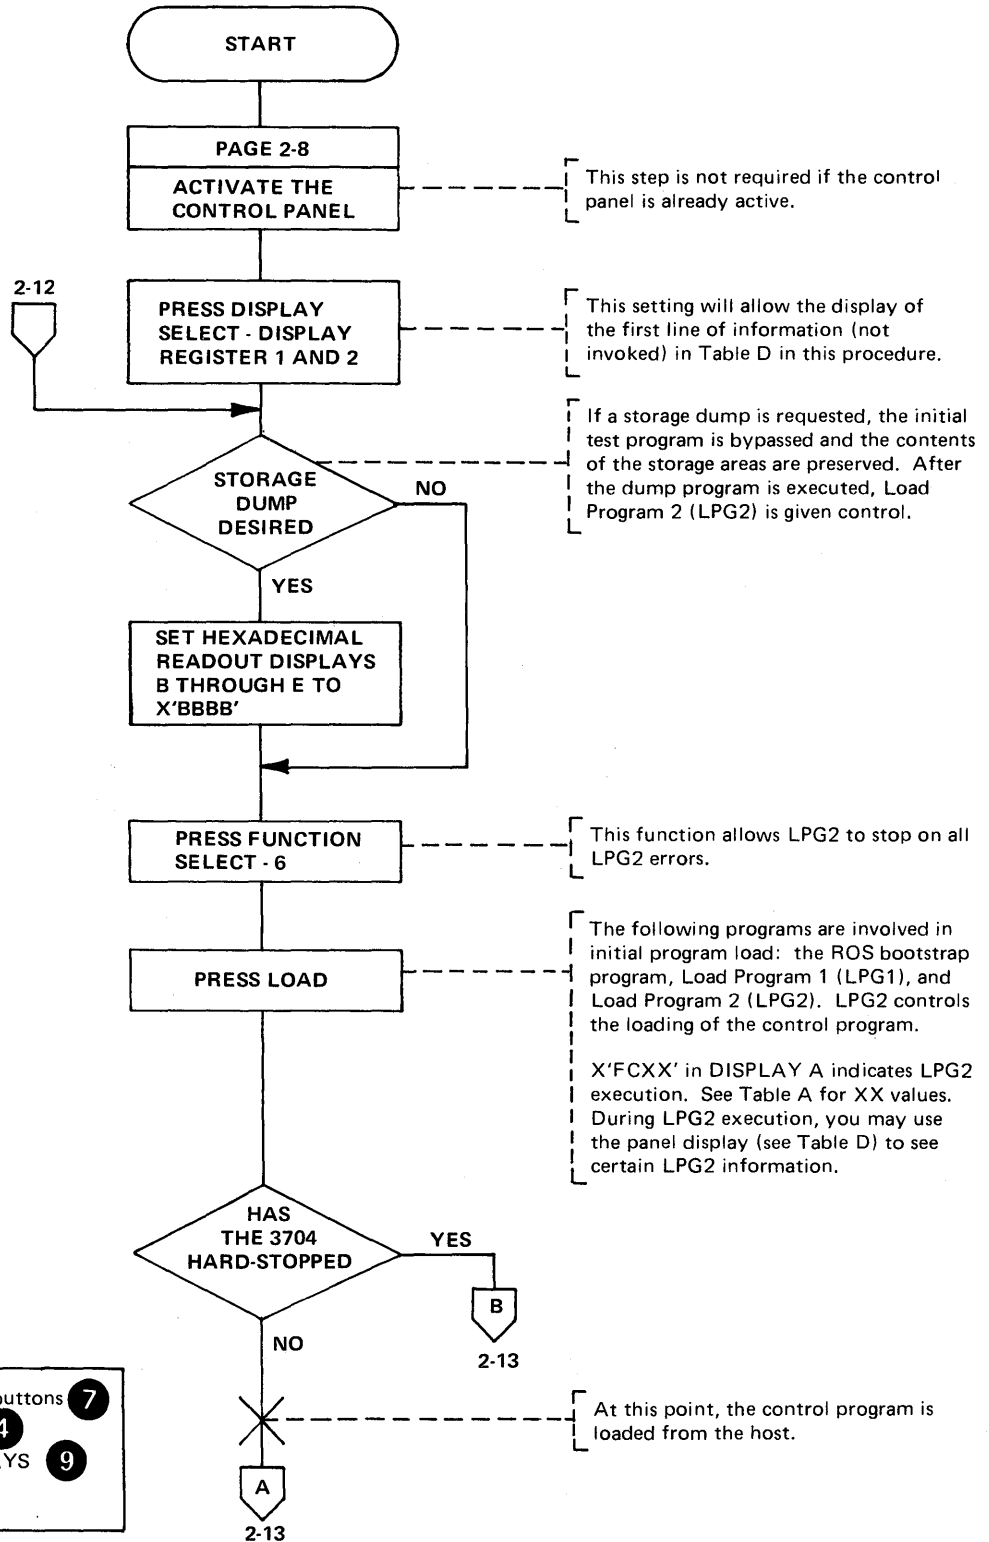 START
PAGE 2-8
ACTIVATE THE
CONTROL PANEL
This step is not required if the control
panel is already active.
2-12
PRESS DISPLAY
SELECT - DISPLAY
REGISTER 1 AND 2
This setting will allow the display of
the first line of information (not
invoked) in Table D in this procedure.
If a storage dump is requested, the initial
test program is bypassed and the contents
of the storage areas are preserved. After
the dump program is executed, Load
Program 2 (LPG2) is given control.
STORAGE
DUMP
DESIRED
NO
YES
SET HEXADECIMAL
READOUT DISPLAYS
B THROUGH E TO
X'BBBB'
PRESS FUNCTION
SELECT - 6
This function allows LPG2 to stop on all
LPG2 errors.
PRESS LOAD
The following programs are involved in
initial program load: the ROS bootstrap
program, Load Program 1 (LPG1), and
Load Program 2 (LPG2). LPG2 controls
the loading of the control program.
X'FCXX' in DISPLAY A indicates LPG2
execution. See Table A for XX values.
During LPG2 execution, you may use
the panel display (see Table D) to see
certain LPG2 information.
HAS
THE 3704
HARD-STOPPED
YES
B
2-13
NO
At this point, the control program is
loaded from the host.
A
2-13
uttons 7
4
YS 9